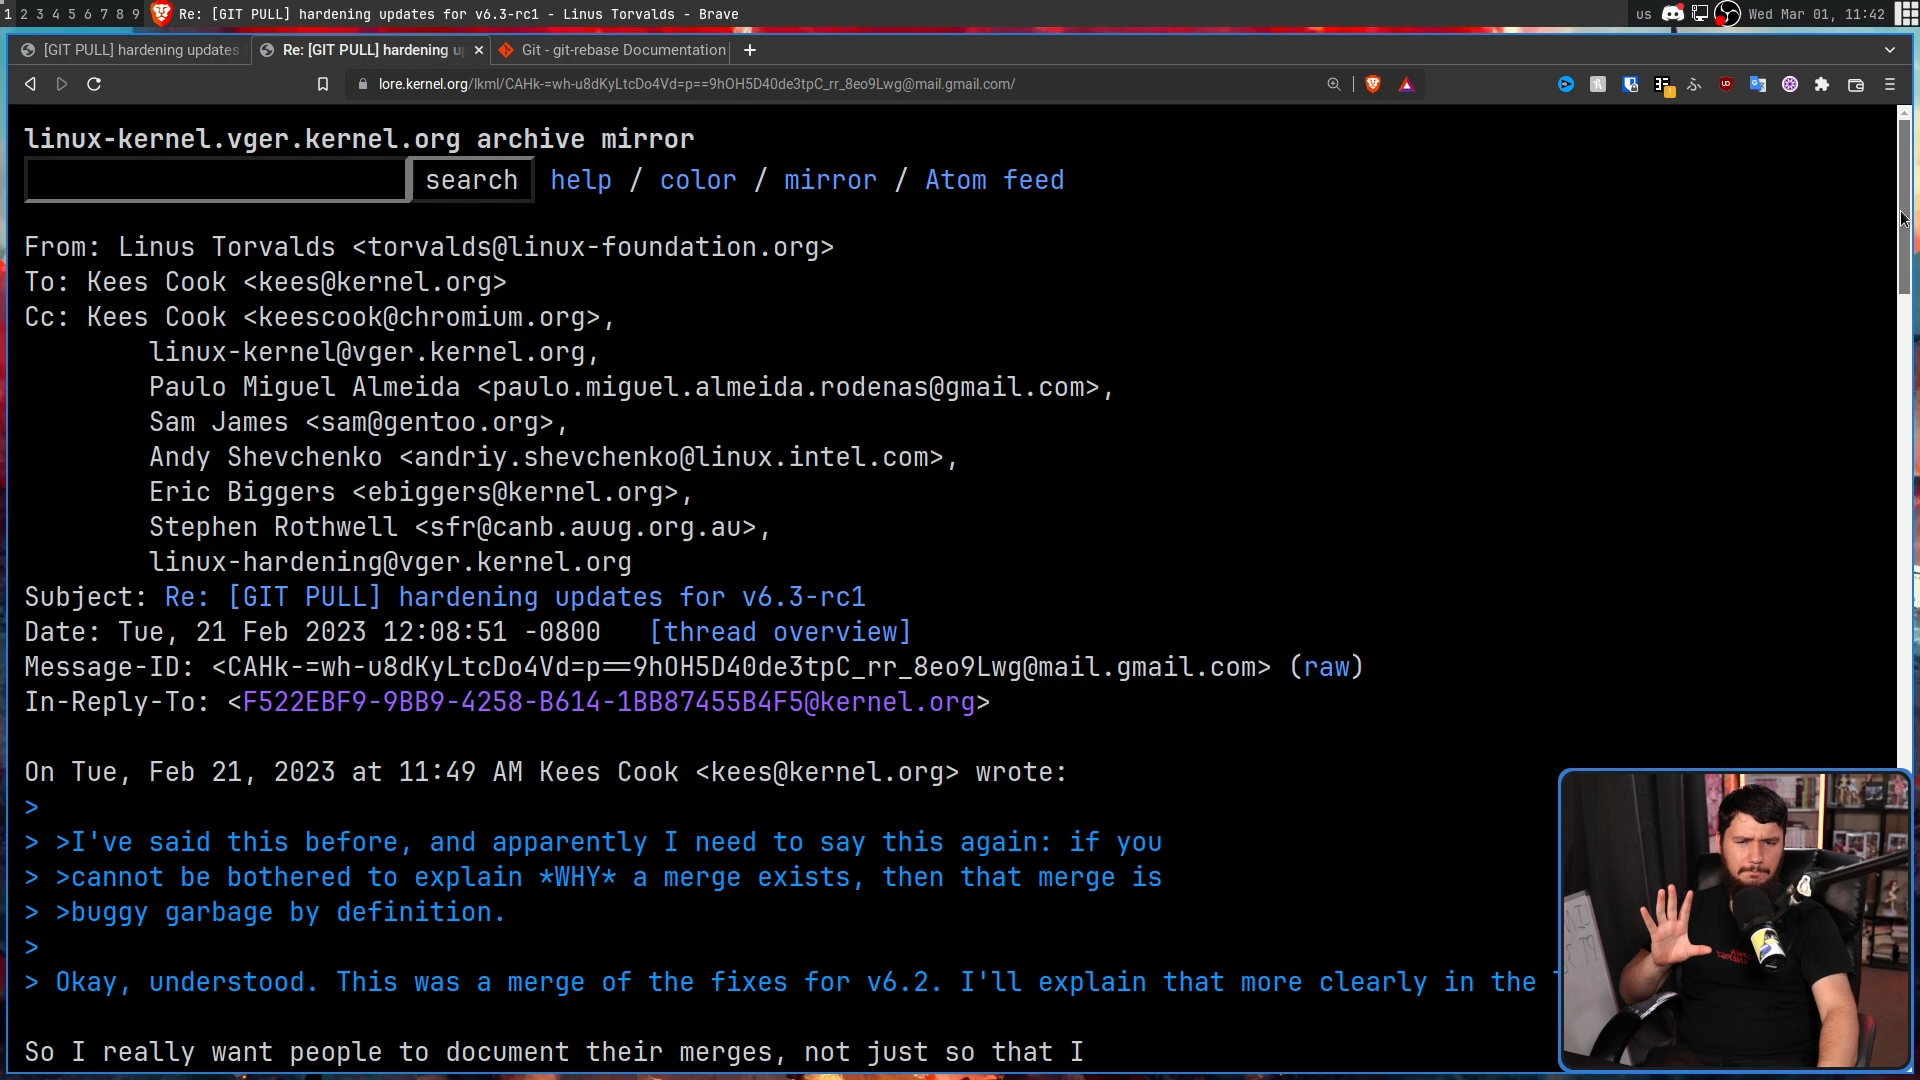 1 2 3 4 5 6 7 8 9 Re: [GIT PULL] hardening updates for v6.3-rc1 - Linus Torvalds - Brave us Wed Mar 01, 11:42
[GIT PULL] hardening updates Re: [GIT PULL] hardening u Git - git-rebase Documentation
lore.kernel.org/lkml/CAHk-=wh-u8dKyLtcDo4Vd=p==9hOH5D40de3tpC_rr_8eo9Lwg@mail.gmail.com/
linux-kernel.vger.kernel.org archive mirror
search help / color / mirror / Atom feed
From: Linus Torvalds <torvalds@linux-foundation.org>
To: Kees Cook <kees@kernel.org>
Cc: Kees Cook <keescook@chromium.org>,
linux-kernel@vger.kernel.org,
Paulo Miguel Almeida <paulo.miguel.almeida.rodenas@gmail.com>,
Sam James <sam@gentoo.org>,
Andy Shevchenko <andriy.shevchenko@linux.intel.com>,
Eric Biggers <ebiggers@kernel.org>,
Stephen Rothwell <sfr@canb.auug.org.au>,
linux-hardening@vger.kernel.org
Subject: Re: [GIT PULL] hardening updates for v6.3-rc1
Date: Tue, 21 Feb 2023 12:08:51 -0800 [thread overview]
Message-ID: <CAHk-=wh-u8dKyLtcDo4Vd=p==9hOH5D40de3tpC_rr_8eo9Lwg@mail.gmail.com> (raw)
In-Reply-To: <F522EBF9-9BB9-4258-B614-1BB87455B4F5@kernel.org>
On Tue, Feb 21, 2023 at 11:49 AM Kees Cook <kees@kernel.org> wrote:
>
> >I've said this before, and apparently I need to say this again: if you
> >cannot be bothered to explain *WHY* a merge exists, then that merge is
> >buggy garbage by definition.
>
> Okay, understood. This was a merge of the fixes for v6.2. I'll explain that more clearly in the
So I really want people to document their merges, not just so that I